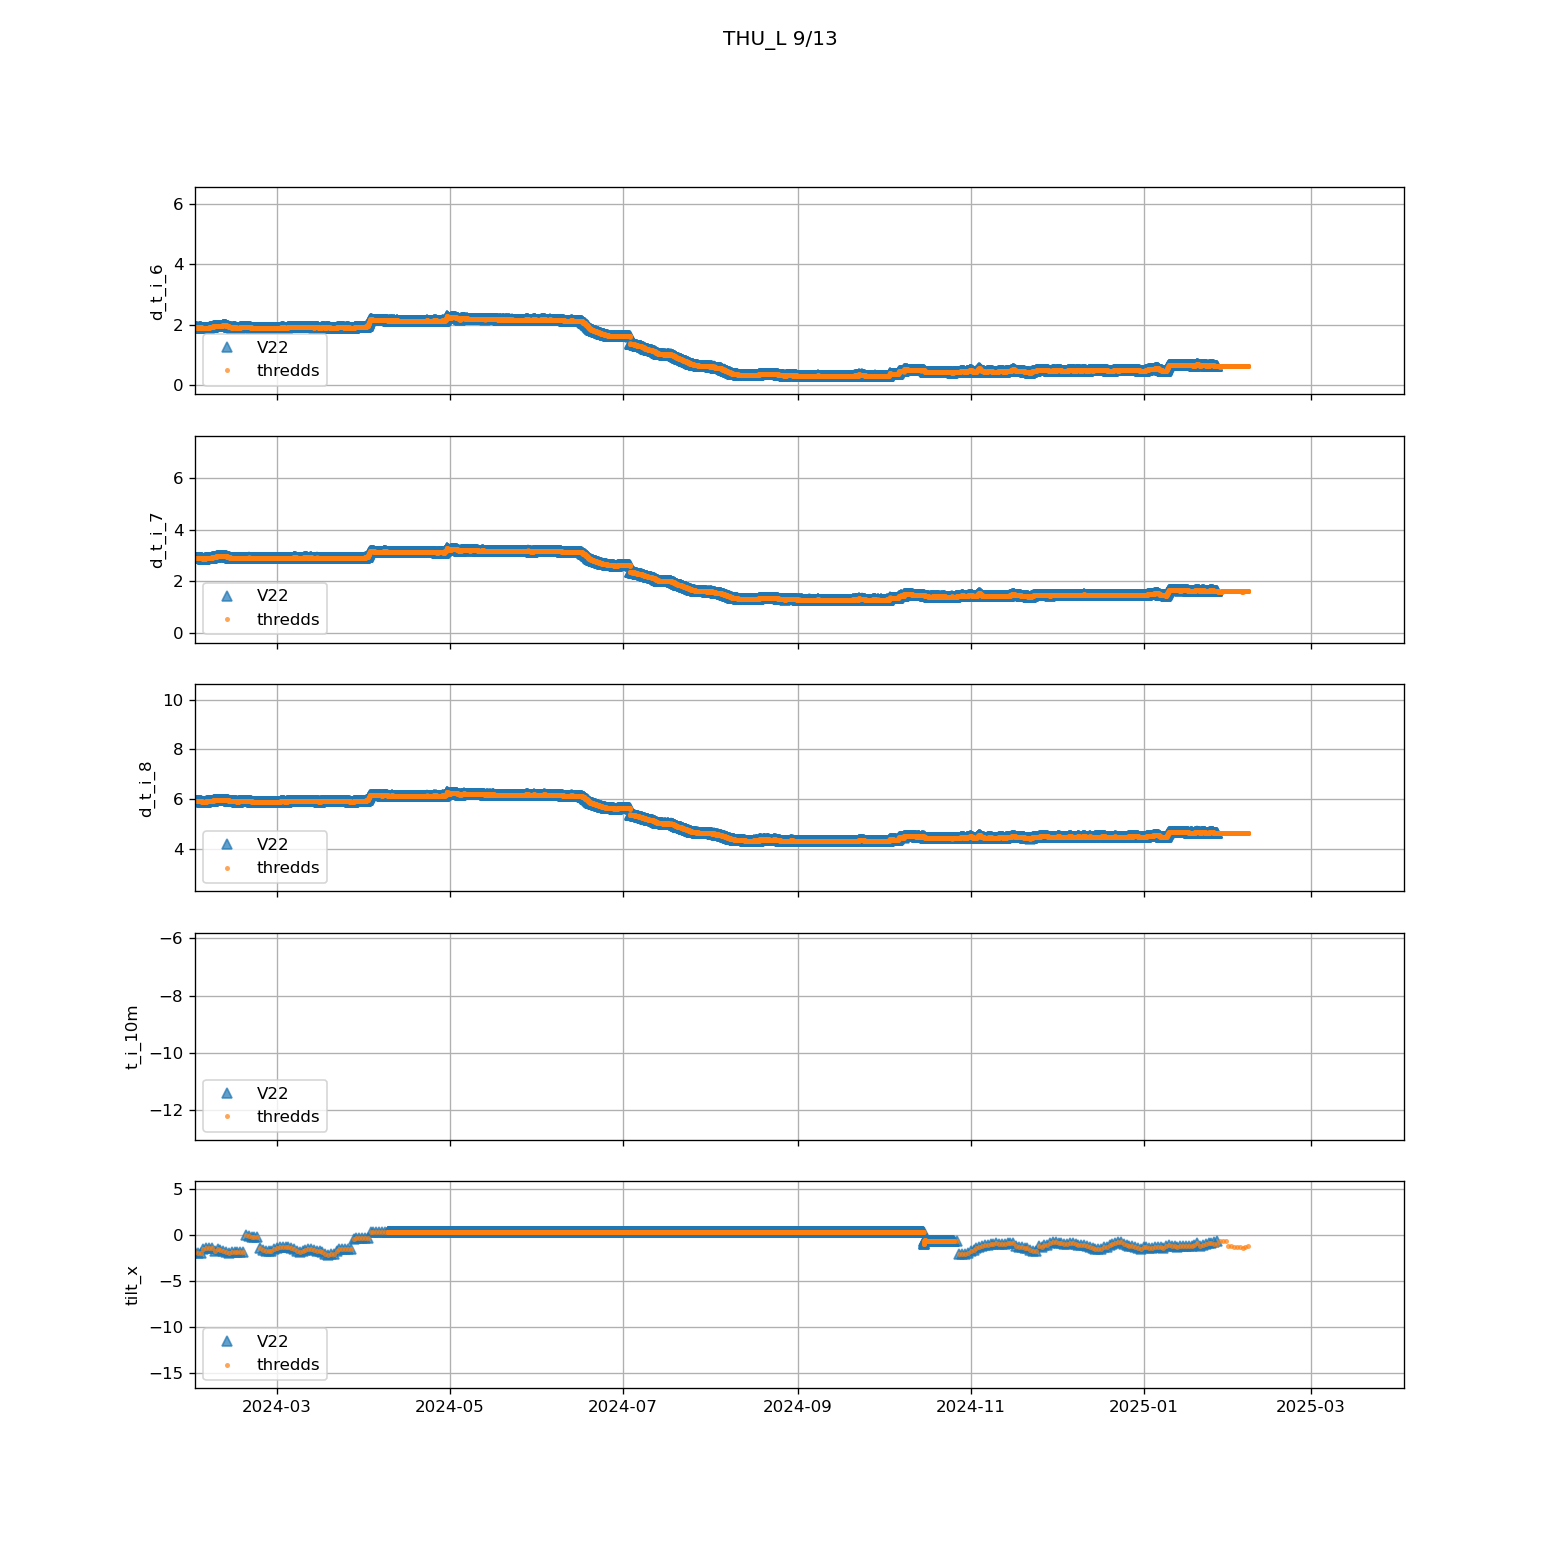 THU_L 9/13
6
4
2
0
d_t_i_6
V22
thredds
6
4
2
0
d_t_i_7
V22
thredds
10
8
6
4
d_t_i_8
V22
thredds
−6
−8
−10
−12
t_i_10m
V22
thredds
5
0
−5
−10
−15
tilt_x
V22
thredds
2024-03 2024-05 2024-07 2024-09 2024-11 2025-01 2025-03